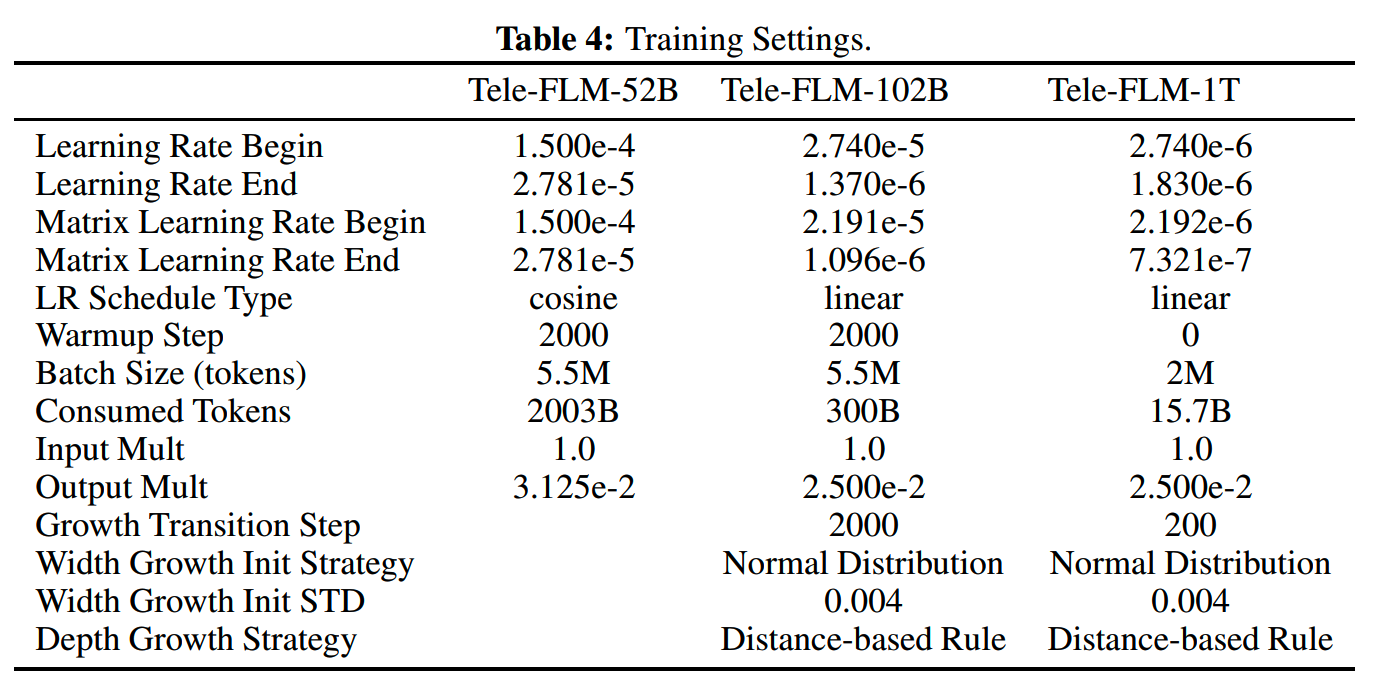 Table 4: Training Settings.
Tele-FLM-52B Tele-FLM-102B Tele-FLM-1T
Learning Rate Begin 1.500e-4 2.740e-5 2.740e-6
Learning Rate End 2.781e-5 1.370e-6 1.830e-6
Matrix Learning Rate Begin 1.500e-4 2.191e-5 2.192e-6
Matrix Learning Rate End 2.781e-5 1.096e-6 7.321e-7
LR Schedule Type cosine linear linear
Warmup Step 2000 2000 0
Batch Size (tokens) 5.5M 5.5M 2M
Consumed Tokens 2003B 300B 15.7B
Input Mult 1.0 1.0 1.0
Output Mult 3.125e-2 2.500e-2 2.500e-2
Growth Transition Step 2000 200
Width Growth Init Strategy Normal Distribution Normal Distribution
Width Growth Init STD 0.004 0.004
Depth Growth Strategy Distance-based Rule Distance-based Rule